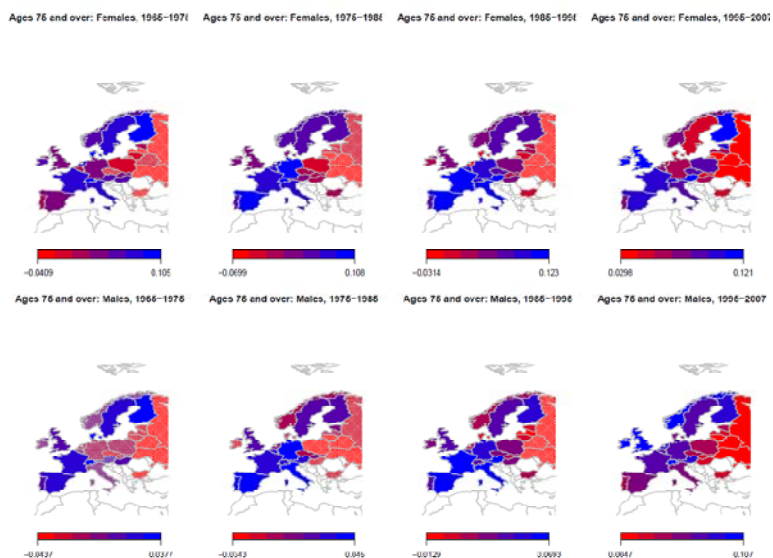 Ages 75 and over: Females, 1965−197
Ages 75 and over: Females, 1975−198
Ages 75 and over: Females, 1985−199
Ages 75 and over: Females, 1995−2007
−0.0409 0.105
−0.0699 0.108
−0.0314 0.123
0.0298 0.121
Ages 75 and over: Males, 1965−1975
Ages 75 and over: Males, 1975−1985
Ages 75 and over: Males, 1985−1995
Ages 75 and over: Males, 1995−2007
−0.0437 0.0377
−0.0343
−0.0129 0.0693
0.0047 0.107